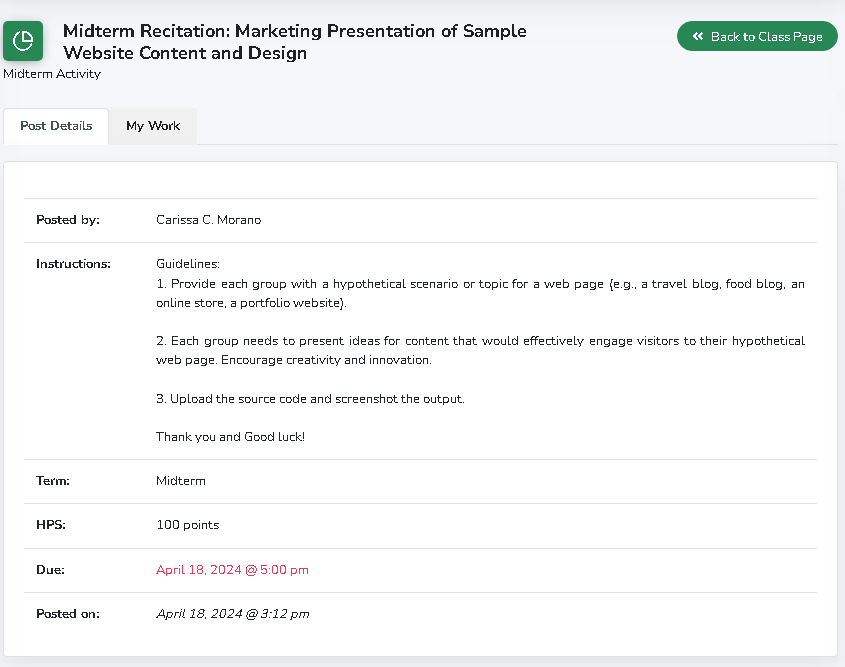 Midterm Recitation: Marketing Presentation of Sample
Website Content and Design
Back to Class Page
Midterm Activity
Post Details
My Work
Posted by: Carissa C. Morano
Instructions: Guidelines:
1. Provide each group with a hypothetical scenario or topic for a web page (e.g., a travel blog, food blog, an
online store, a portfolio website).
2. Each group needs to present ideas for content that would effectively engage visitors to their hypothetical
web page. Encourage creativity and innovation.
3. Upload the source code and screenshot the output.
Thank you and Good luck!
Term: Midterm
HPS: 100 points
Due: April 18, 2024 @ 5:00 pm
Posted on: April 18, 2024 @ 3:12 pm